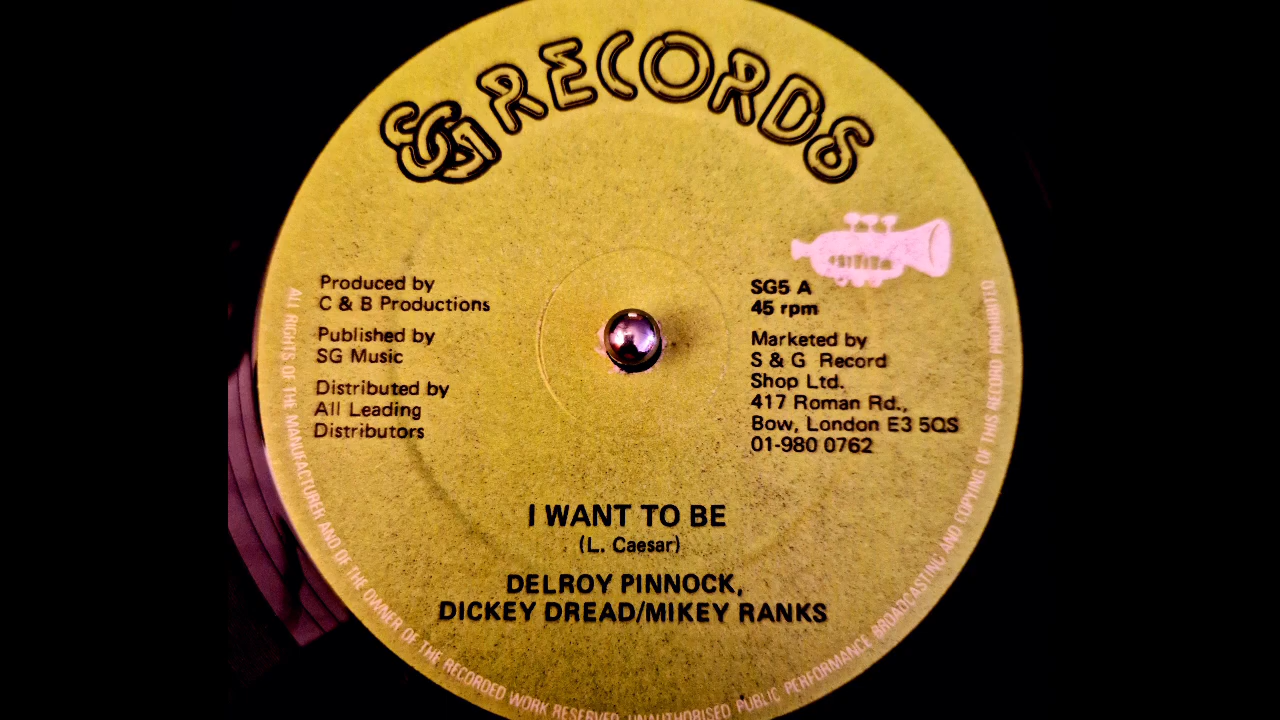 SG RECORDS
Produced by
C & B Productions
Published by
SG Music
Distributed by
All Leading
Distributors
SG5 A
45 rpm
Marketed by
S & G Record
Shop Ltd.
417 Roman Rd.,
Bow, London E3 5QS
01-980 0762
I WANT TO BE
(L. Caesar)
DELROY PINNOCK,
DICKEY DREAD/MIKEY RANKS
ALL RIGHTS OF THE MANUFACTURER AND OF THE OWNER OF THE RECORDED WORK RESERVED. UNAUTHORISED PUBLIC PERFORMANCE BROADCASTING AND COPYING OF THIS RECORD PROHIBITED